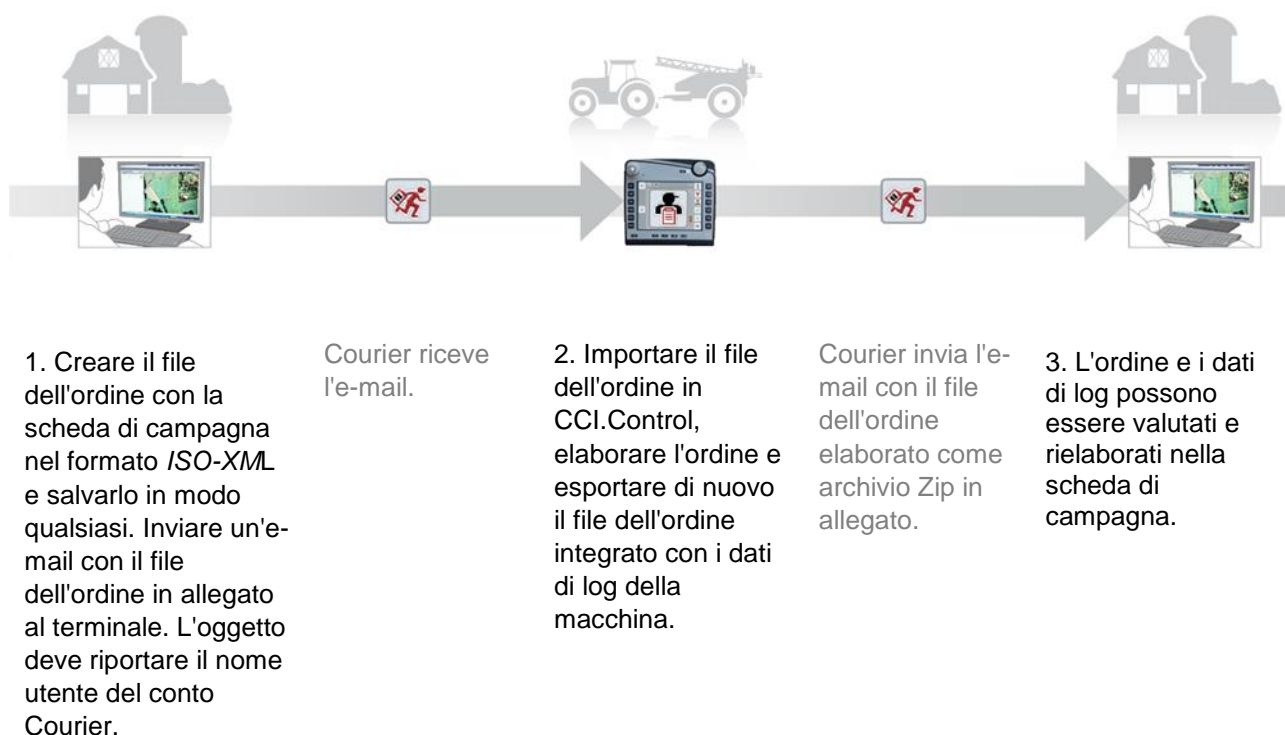 1. Creare il file
dell'ordine con la
scheda di campagna
nel formato ISO-XML
e salvarlo in modo
qualsiasi. Inviare un'e-
mail con il file
dell'ordine in allegato
al terminale. L'oggetto
deve riportare il nome
utente del conto
Courier.
Courier riceve
l'e-mail.
2. Importare il file
dell'ordine in
CCI.Control,
elaborare l'ordine e
esportare di nuovo
il file dell'ordine
integrato con i dati
di log della
macchina.
Courier invia l'e-
mail con il file
dell'ordine
elaborato come
archivio Zip in
allegato.
3. L'ordine e i dati
di log possono
essere valutati e
rielaborati nella
scheda di
campagna.